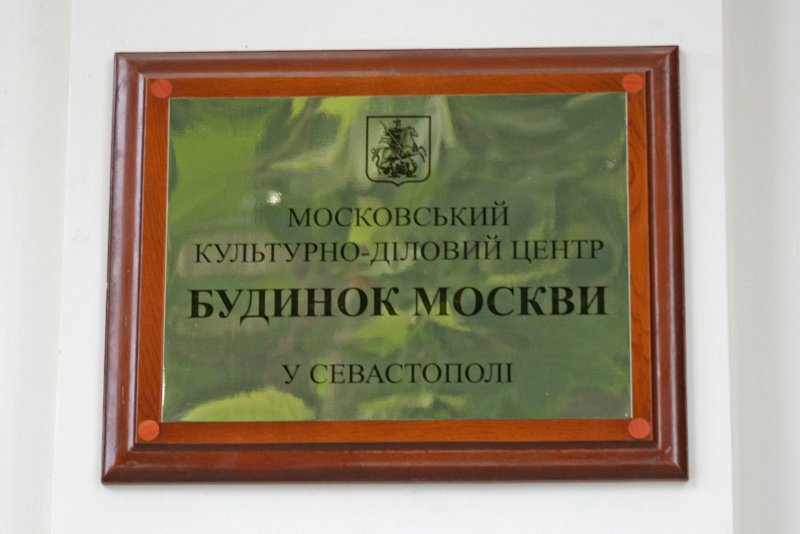 МОСКОВСЬКИЙ
КУЛЬТУРНО-ДІЛОВИЙ ЦЕНТР
БУДИНОК МОСКВИ
У СЕВАСТОПОЛІ